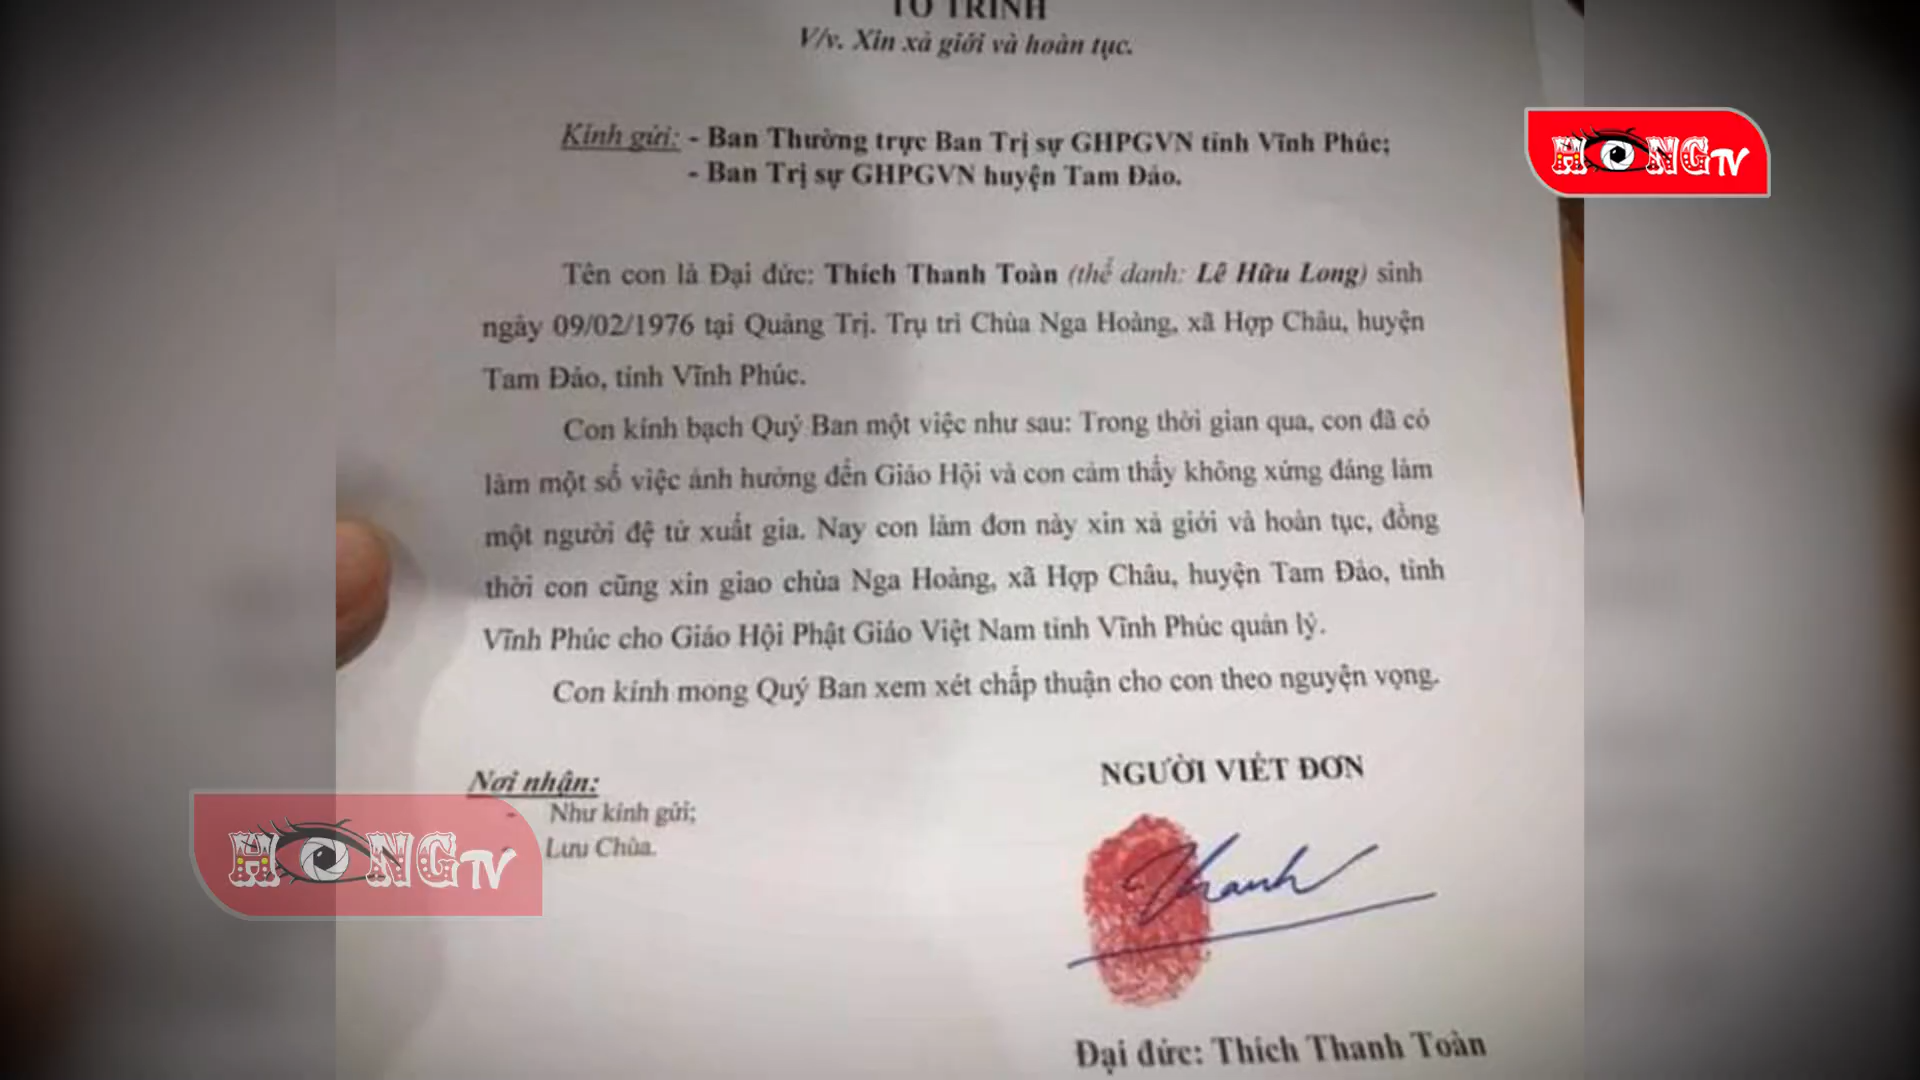 TỜ TRÌNH
V/v. Xin xả giới và hoàn tục.
HONGTV
Kính gửi: - Ban Thường trực Ban Trị sự GHPGVN tỉnh Vĩnh Phúc;
- Ban Trị sự GHPGVN huyện Tam Đảo.
Tên con là Đại đức: Thích Thanh Toàn (thể danh: Lê Hữu Long) sinh
ngày 09/02/1976 tại Quảng Trị. Trụ trì Chùa Nga Hoàng, xã Hợp Châu, huyện
Tam Đảo, tỉnh Vĩnh Phúc.
Con kính bạch Quý Ban một việc như sau: Trong thời gian qua, con đã có
làm một số việc ảnh hưởng đến Giáo Hội và con cảm thấy không xứng đáng làm
một người đệ tử xuất gia. Nay con làm đơn này xin xả giới và hoàn tục, đồng
thời con cũng xin giao chùa Nga Hoàng, xã Hợp Châu, huyện Tam Đảo, tỉnh
Vĩnh Phúc cho Giáo Hội Phật Giáo Việt Nam tỉnh Vĩnh Phúc quản lý.
Con kính mong Quý Ban xem xét chấp thuận cho con theo nguyện vọng.
Nơi nhận:
- Như kính gửi;
- Lưu Chùa.
HONGTV
NGƯỜI VIẾT ĐƠN
Thanh
Đại đức: Thích Thanh Toàn